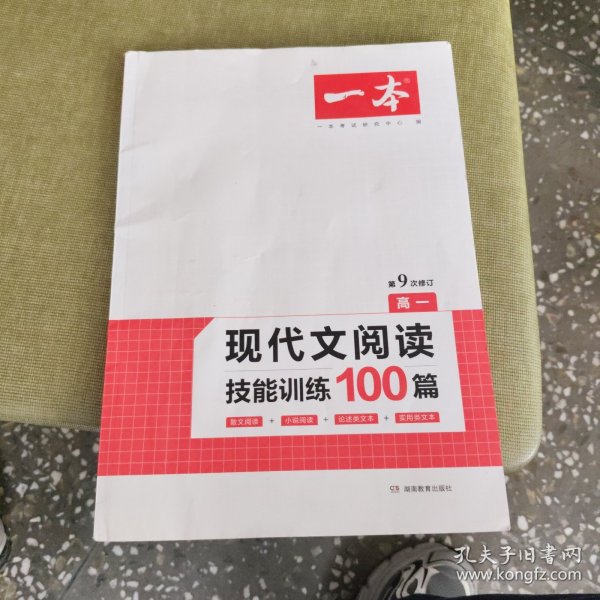 一本®
一本考试研究中心 编
第9次修订
高一
现代文阅读
技能训练100篇
散文阅读 + 小说阅读 + 论述类文本 + 实用类文本
湖南教育出版社
孔夫子旧书网
www.kongfz.com